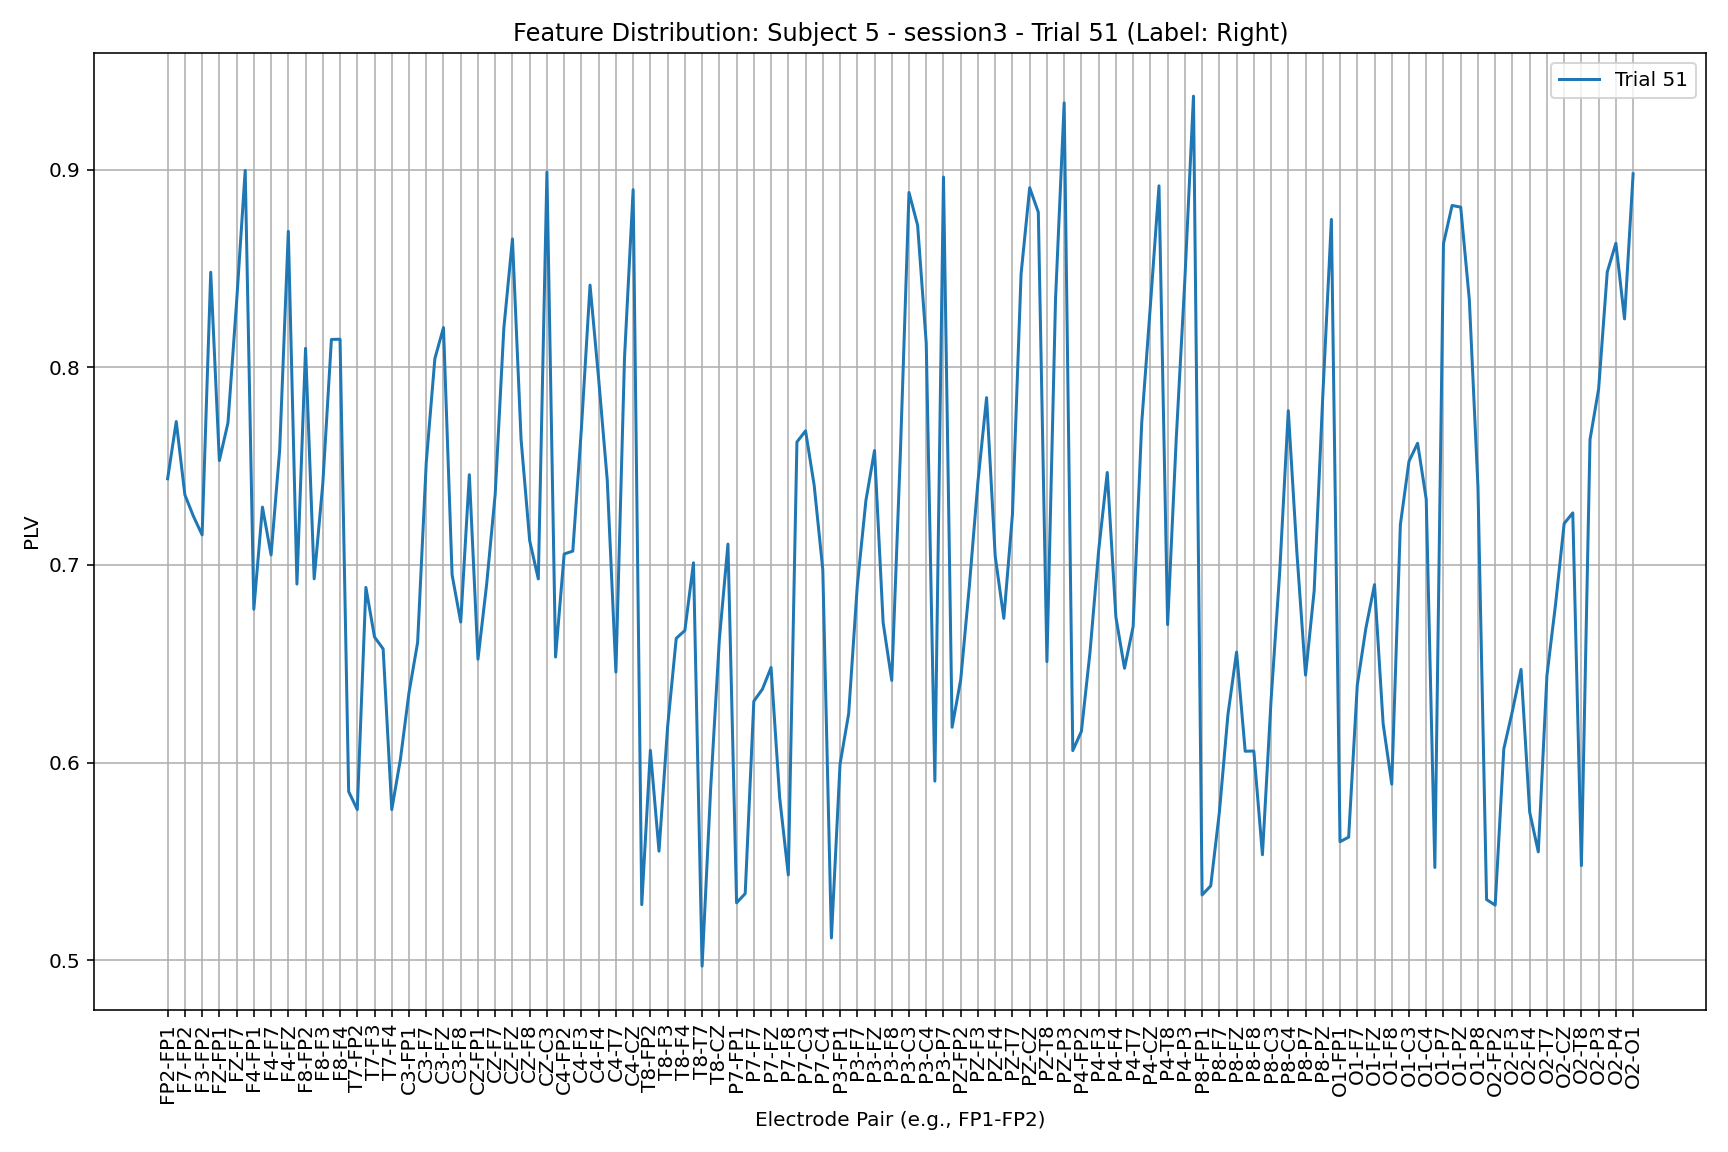 Feature Distribution: Subject 5 - session3 - Trial 51 (Label: Right)
Trial 51
PLV
0.9
0.8
0.7
0.6
0.5
FP2-FP1
F7-FP2
F3-FP2
FZ-FP1
FZ-F7
F4-FP1
F4-F7
F4-FZ
F8-FP2
F8-F3
F8-F4
T7-FP2
T7-F3
T7-F4
C3-FP1
C3-F7
C3-FZ
C3-F8
CZ-FP1
CZ-F7
CZ-FZ
CZ-F8
CZ-C3
C4-FP2
C4-F3
C4-F4
C4-T7
C4-CZ
T8-FP2
T8-F3
T8-F4
T8-T7
T8-CZ
P7-FP1
P7-F7
P7-FZ
P7-F8
P7-C3
P7-C4
P3-FP1
P3-F7
P3-FZ
P3-F8
P3-C3
P3-C4
P3-P7
PZ-FP2
PZ-F3
PZ-F4
PZ-T7
PZ-CZ
PZ-T8
PZ-P3
P4-FP2
P4-F3
P4-F4
P4-T7
P4-CZ
P4-T8
P4-P3
P8-FP1
P8-F7
P8-FZ
P8-F8
P8-C3
P8-C4
P8-P7
P8-PZ
O1-FP1
O1-F7
O1-FZ
O1-F8
O1-C3
O1-C4
O1-P7
O1-PZ
O1-P8
O2-FP2
O2-F3
O2-F4
O2-T7
O2-CZ
O2-T8
O2-P3
O2-P4
O2-O1
Electrode Pair (e.g., FP1-FP2)